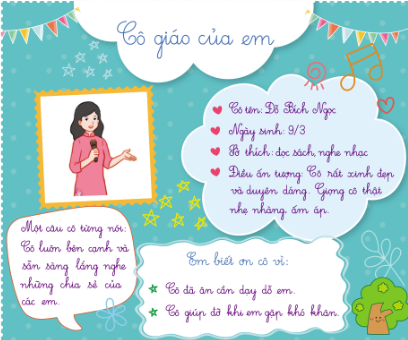 Cô giáo của em
Cô tên: Đỗ Bích Ngọc
Ngày sinh: 9/3
Sở thích: đọc sách, nghe nhạc
Điều ấn tượng: Cô rất xinh đẹp
và duyên dáng. Giọng cô thật
nhẹ nhàng, ấm áp.
Một câu cô từng nói:
Cô luôn bên cạnh và
sẵn sàng lắng nghe
những chia sẻ của
các em.
Em biết ơn cô vì:
Cô đã ân cần dạy dỗ em.
Cô giúp đỡ khi em gặp khó khăn.